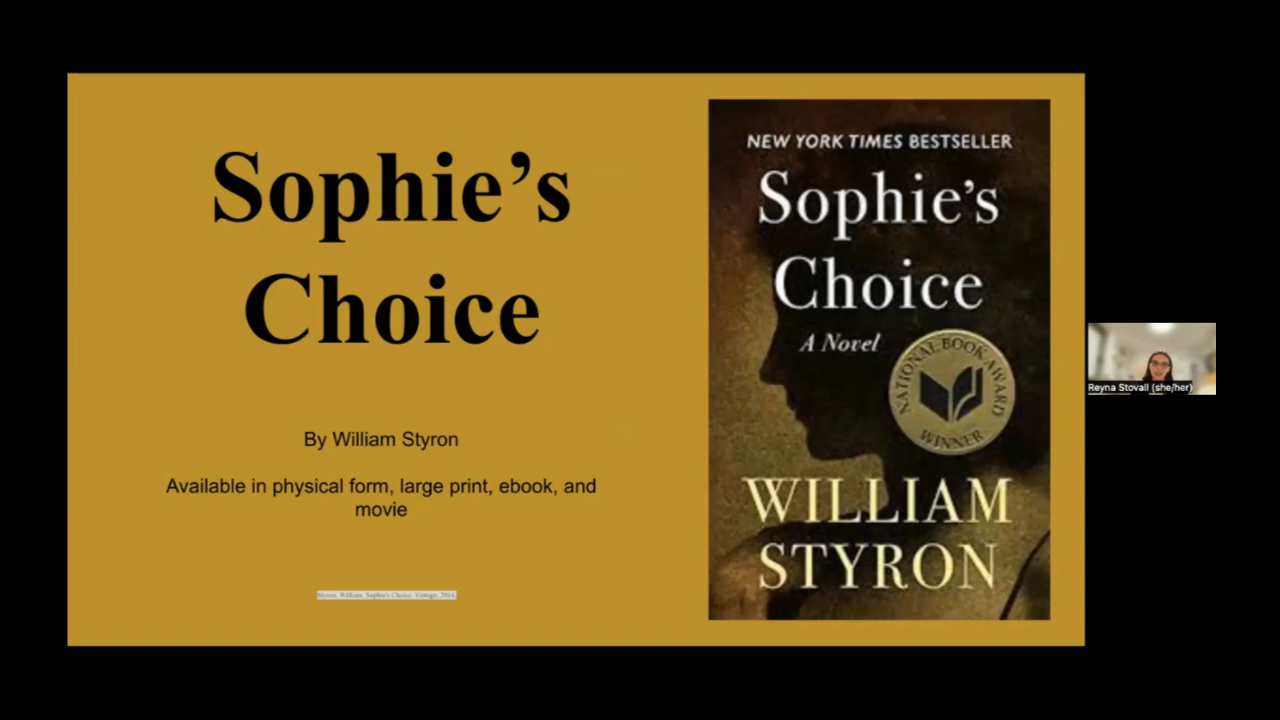 Sophie’s
Choice
By William Styron
Available in physical form, large print, ebook, and
movie
Styron, William. Sophie's Choice. Vintage, 2014.
NEW YORK TIMES BESTSELLER
Sophie’s
Choice
A Novel
NATIONAL BOOK AWARD
WINNER
WILLIAM
STYRON
Reyna Stovall (she/her)